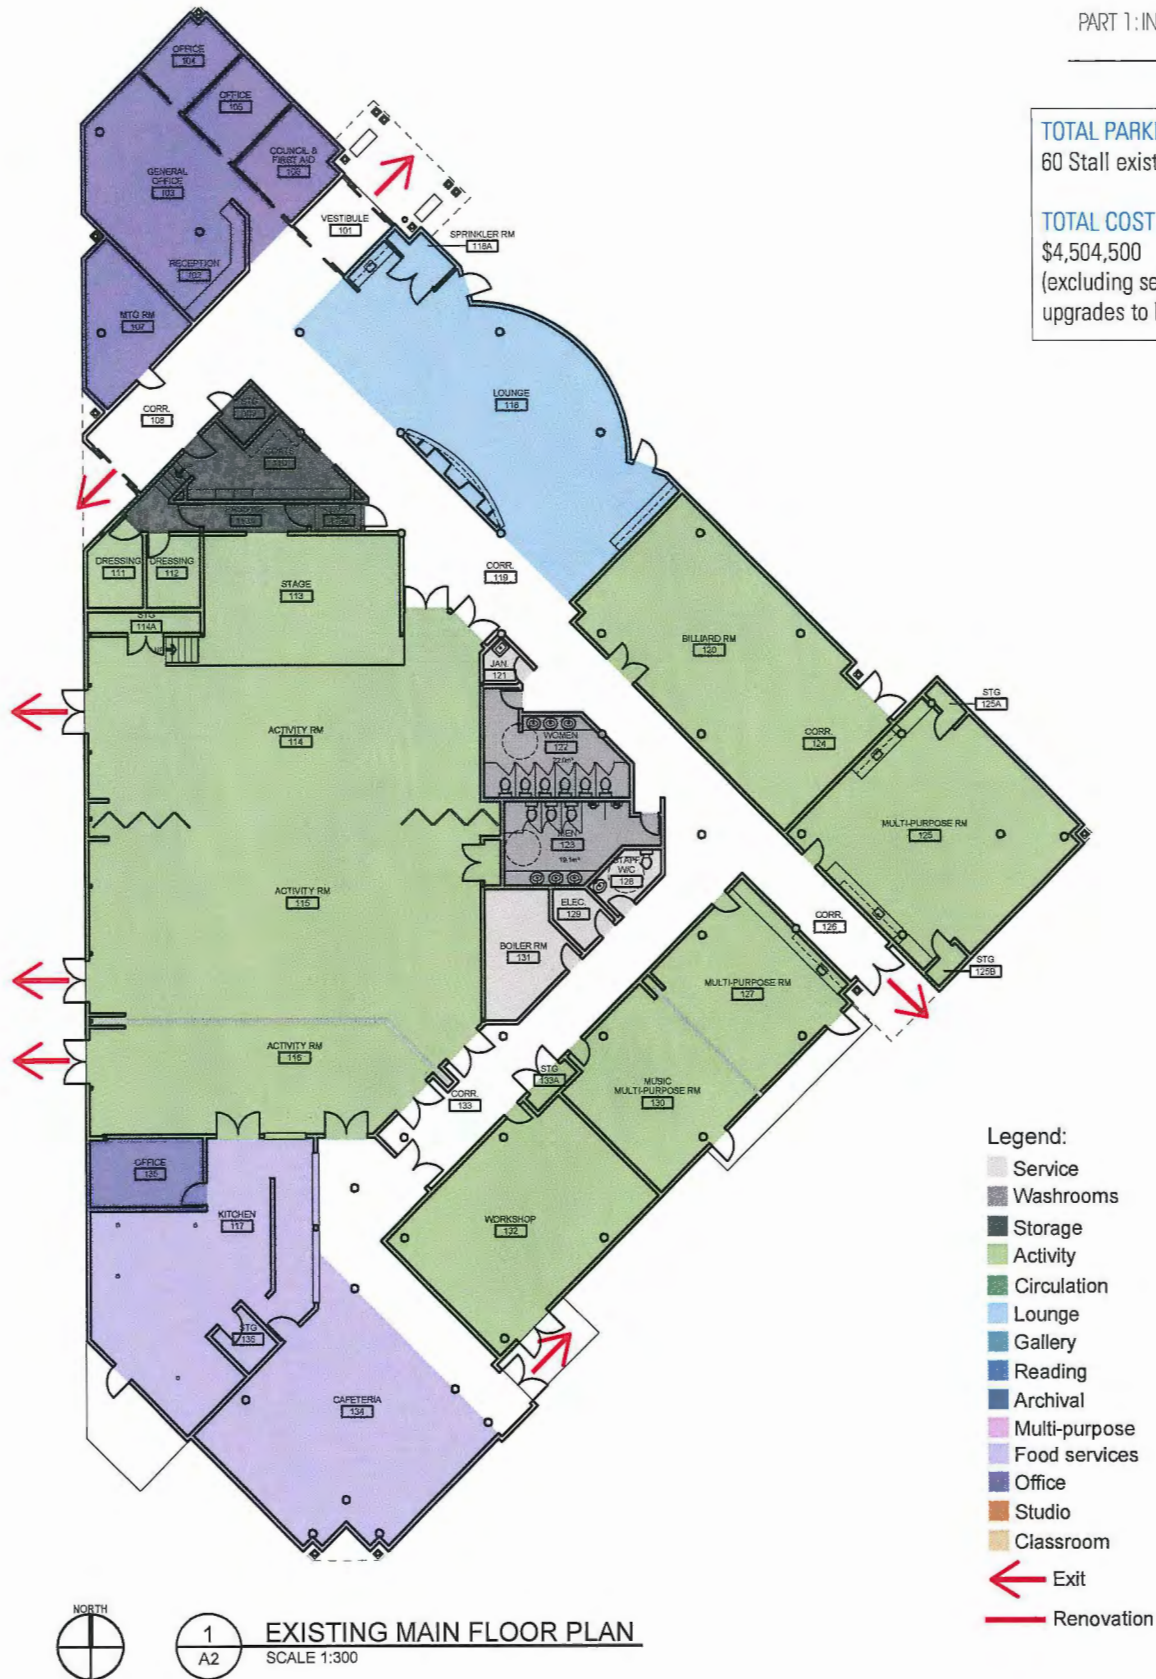 PART 1: IN
TOTAL PARK
60 Stall exist
TOTAL COST
$4,504,500
(excluding se
upgrades to
OFFICE
104
OFFICE
105
COUNCIL &
FIRST AID
106
GENERAL
OFFICE
103
VESTIBULE
101
SPRINKLER RM
118A
RECEPTION
102
MTG RM
107
CORR.
108
LOUNGE
118
DRESSING
111
DRESSING
112
STAGE
113
CORR.
119
STG
114A
UP
BILLIARD RM
120
JAN.
121
STG
125A
ACTIVITY RM
114
WOMEN
122
CORR.
124
MULTI-PURPOSE RM
125
MEN
123
19.1m²
STAFF
W/C
128
ACTIVITY RM
115
ELEC.
129
CORR.
126
BOILER RM
131
STG
125B
MULTI-PURPOSE RM
127
ACTIVITY RM
116
STG
133A
CORR.
133
MUSIC
MULTI-PURPOSE RM
130
OFFICE
KITCHEN
117
WORKSHOP
132
STG
CAFETERIA
134
Legend:
Service
Washrooms
Storage
Activity
Circulation
Lounge
Gallery
Reading
Archival
Multi-purpose
Food services
Office
Studio
Classroom
Exit
Renovation
NORTH
1
A2
EXISTING MAIN FLOOR PLAN
SCALE 1:300